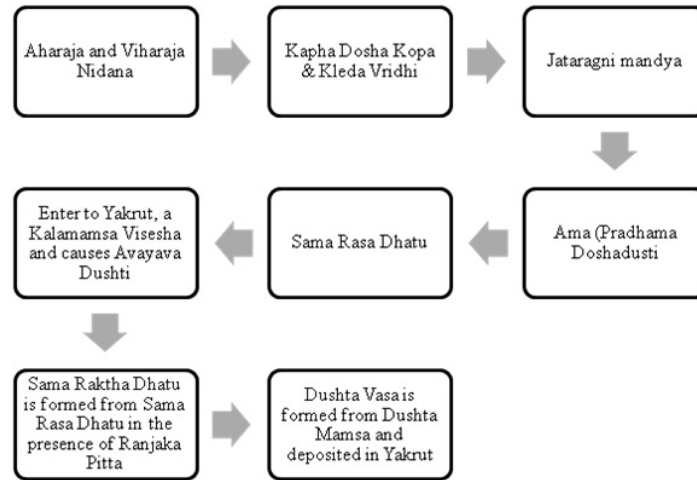 Aharaja and Viharaja
Nidana
Kapha Dosha Kopa
& Kleda Vridhi
Jataragni mandya
Ama (Pradhama
Doshadusti
Sama Rasa Dhatu
Enter to Yakrut, a
Kalamamsa Visesha
and causes Avayava
Dushti
Sama Raktha Dhatu
is formed from Sama
Rasa Dhatu in the
presence of Ranjaka
Pitta
Dushta Vasa is
formed from Dushta
Mamsa and
deposited in Yakrut